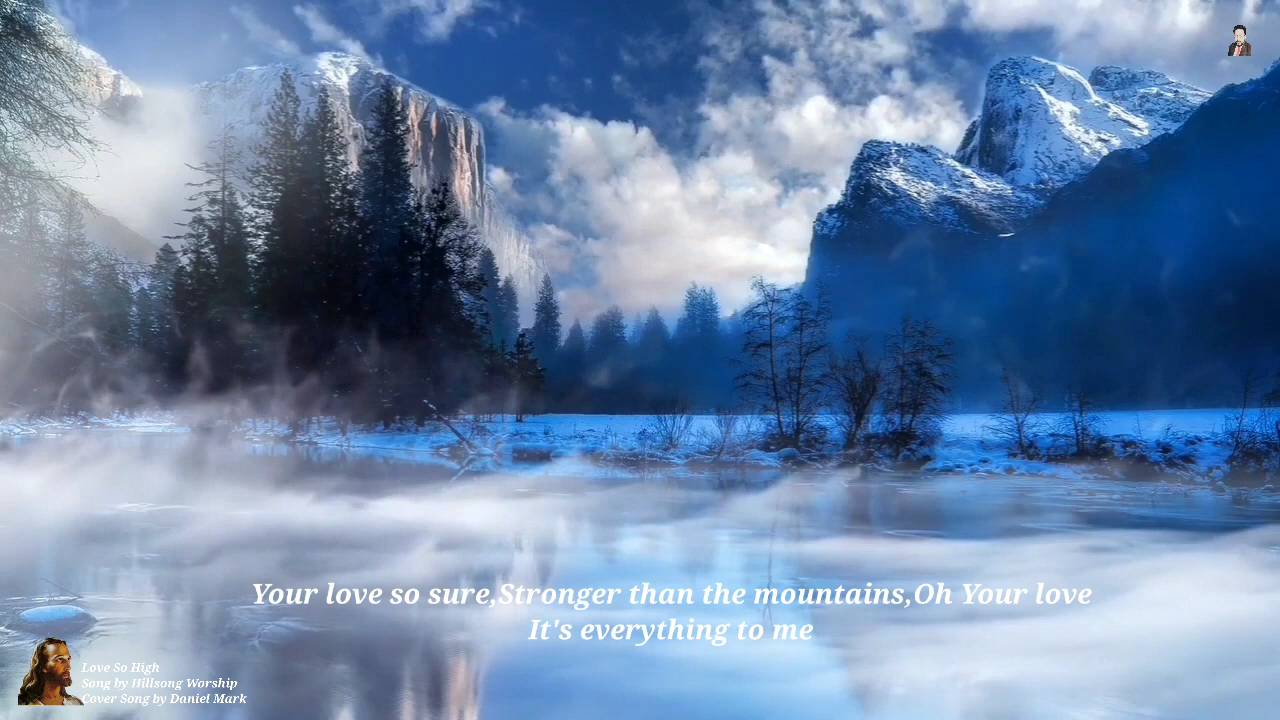 Your love so sure,Stronger than the mountains,Oh Your love
It's everything to me
Love So High
Song by Hillsong Worship
Cover Song by Daniel Mark